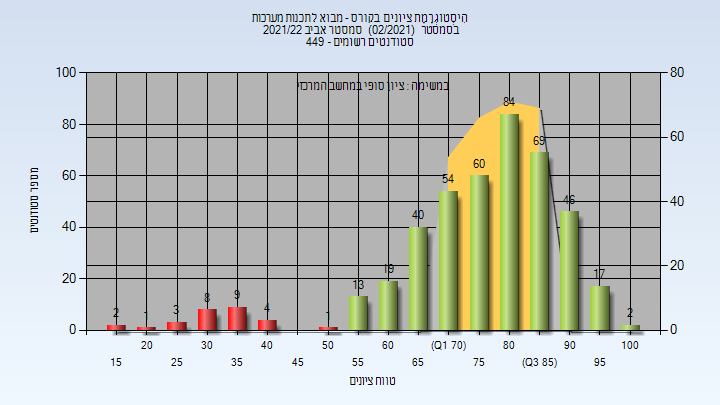 היסטוגרמת ציונים בקורס - מבוא לתכנות מערכות
בסמסטר (02/2021) סמסטר אביב 2021/22
סטודנטים רשומים - 449
במשימה : ציון סופי במחשב המרכזי
מספר סטודנטים
100 80 60 40 20 0
80 60 40 20 0
2 1 3 8 9 4 1 13 19 40 54 60 84 69 46 17 2
20 30 40 50 60 (Q1 70) 80 90 100
15 25 35 45 55 65 75 (Q3 85) 95
טווח ציונים